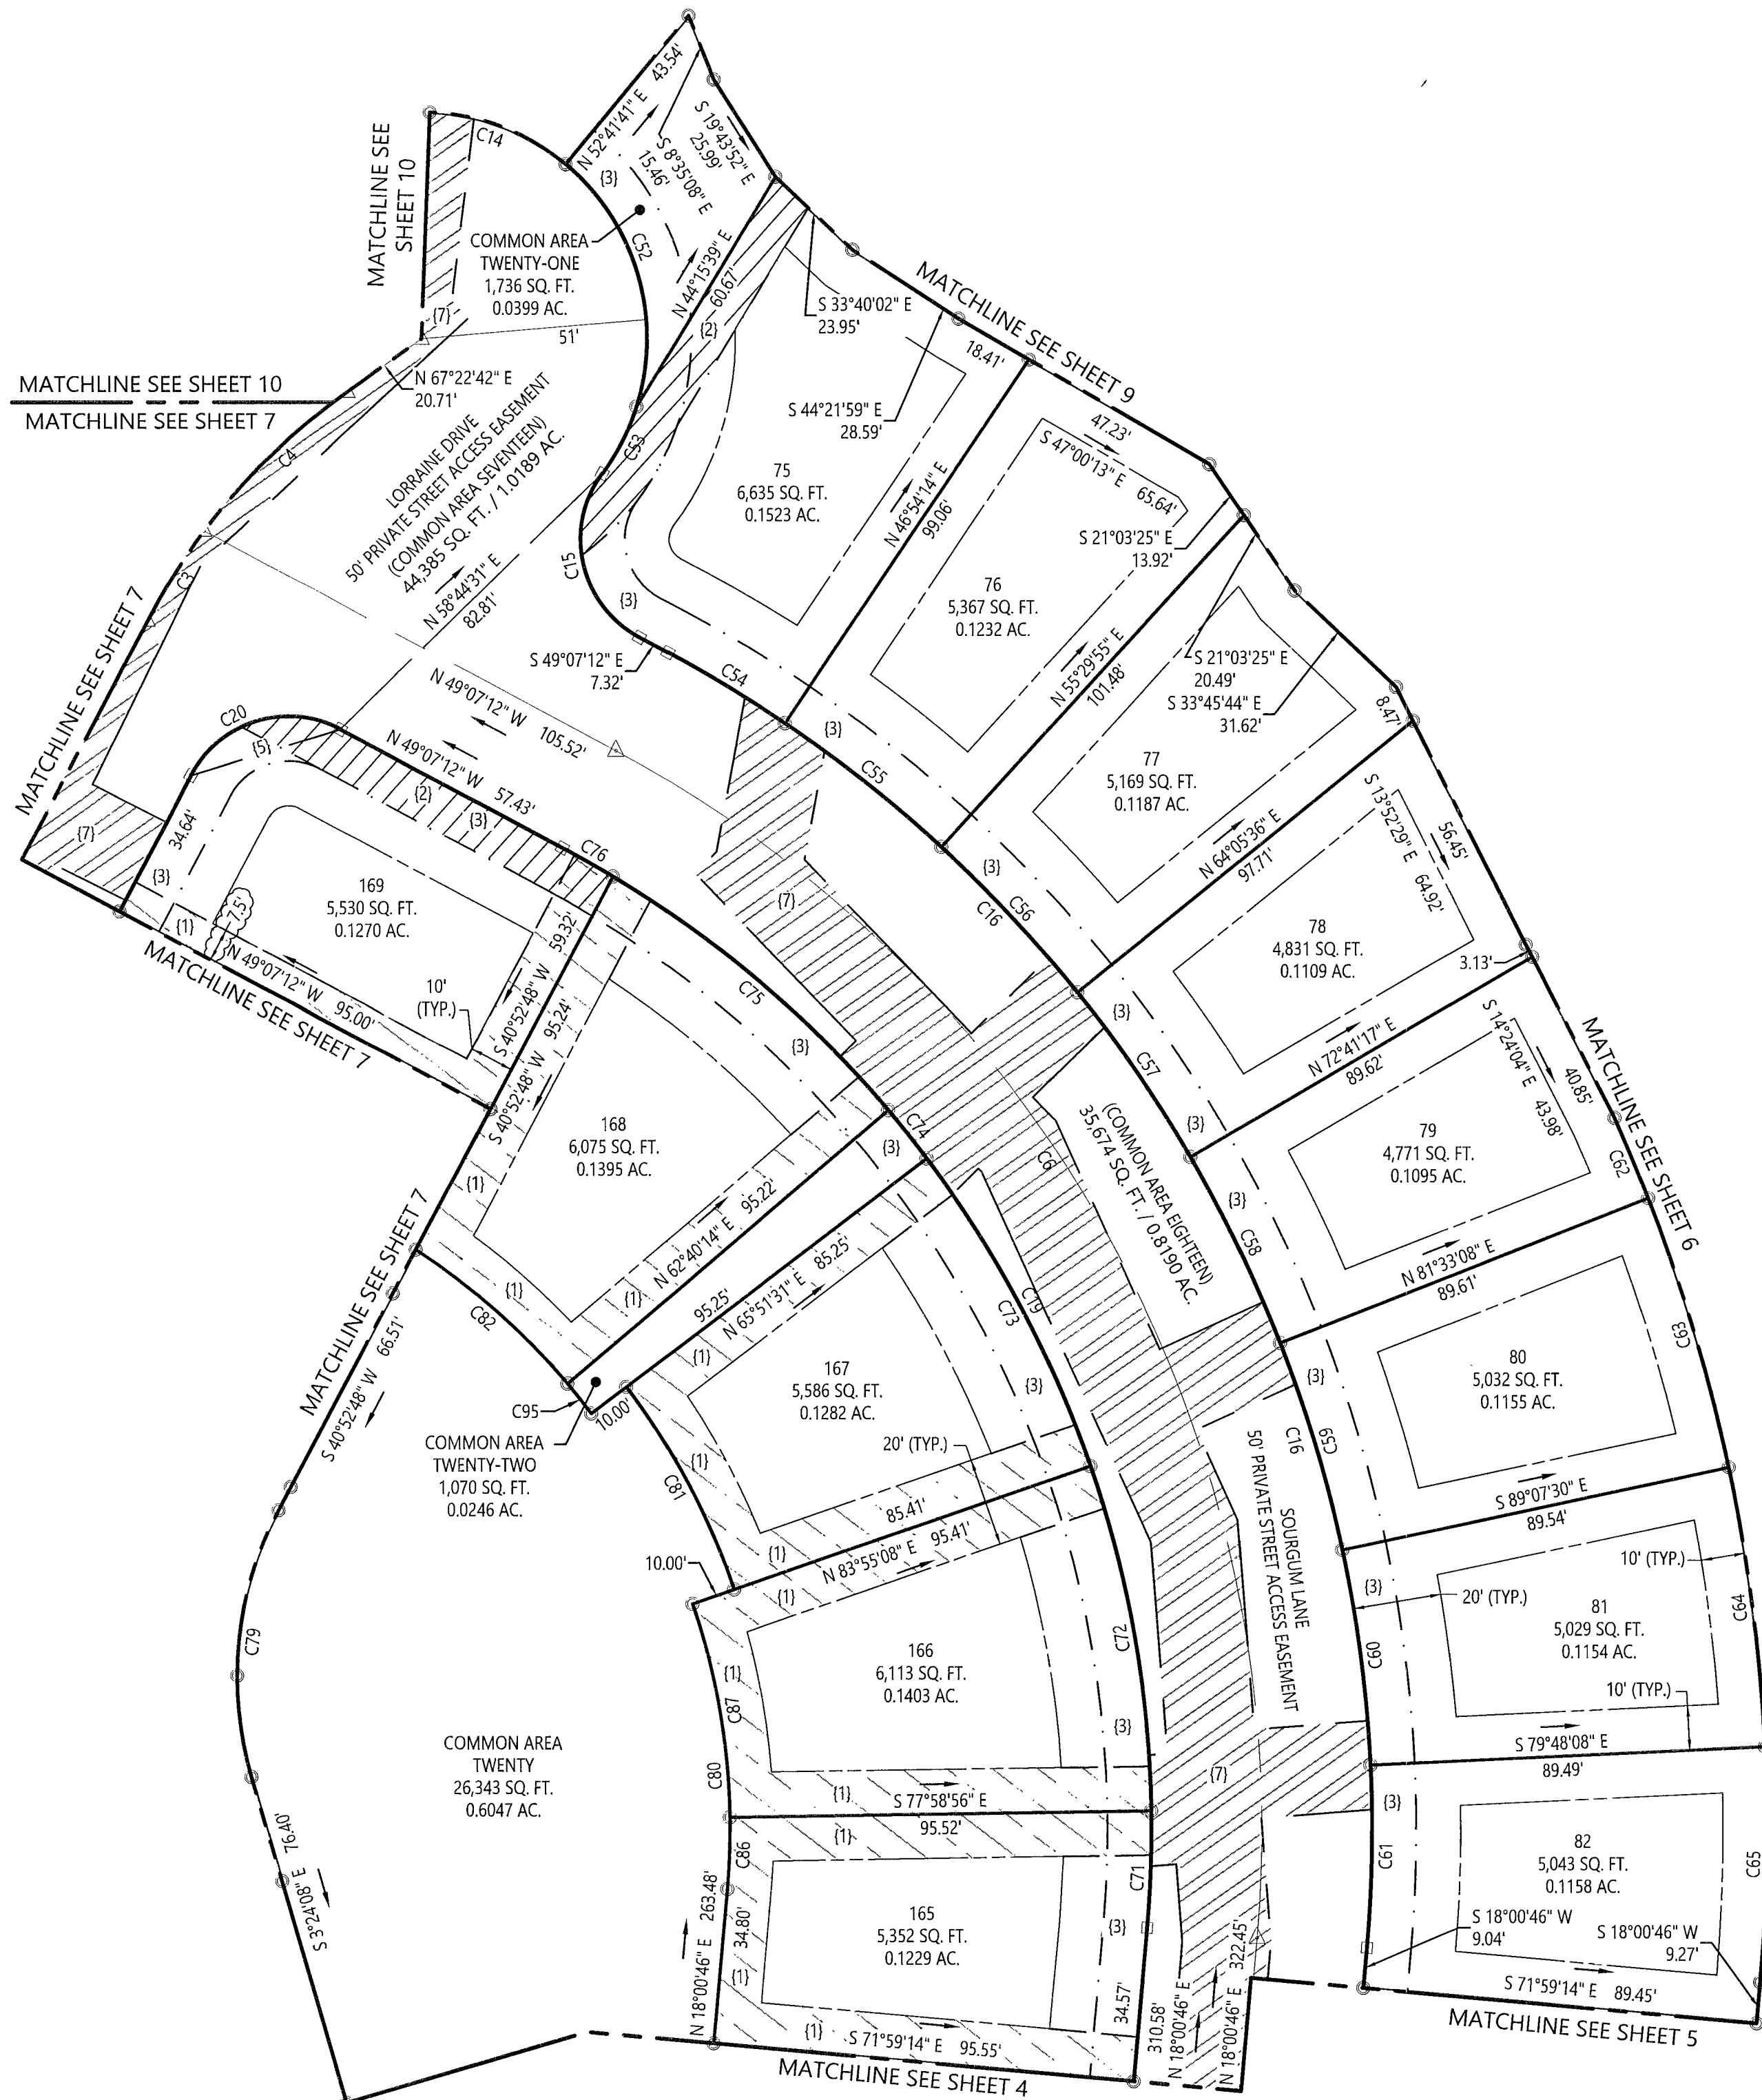 43.54'
N 52°41'41" E
S 19°43'52" E
25.99'
S 8°35'08" E
15.46'
C14
MATCHLINE SEE
SHEET 10
{3}
C52
COMMON AREA
TWENTY-ONE
1,736 SQ. FT.
0.0399 AC.
N 44°15'39" E
60.67'
{7}
51'
{2}
S 33°40'02" E
23.95'
MATCHLINE SEE SHEET 9
18.41'
MATCHLINE SEE SHEET 10
MATCHLINE SEE SHEET 7
N 67°22'42" E
20.71'
S 44°21'59" E
28.59'
47.23'
S 47°00'13" E 65.64'
C4
C53
LORRAINE DRIVE
50' PRIVATE STREET ACCESS EASEMENT
(COMMON AREA SEVENTEEN)
44,385 SQ. FT. / 1.0189 AC.
75
6,635 SQ. FT.
0.1523 AC.
N 46°54'14" E
99.06'
S 21°03'25" E
13.92'
C3
C15
N 58°44'31" E
82.81'
{3}
76
5,367 SQ. FT.
0.1232 AC.
MATCHLINE SEE SHEET 7
S 49°07'12" E
7.32'
C54
N 55°29'55" E
101.48'
S 21°03'25" E
20.49'
S 33°45'44" E
31.62'
8.47'
N 49°07'12" W 105.52'
C20
{5}
N 49°07'12" W 57.43'
{2}
{3}
{3}
C55
77
5,169 SQ. FT.
0.1187 AC.
S 13°52'29" E 64.92'
56.45'
34.64'
{7}
C76
N 64°05'36" E
97.71'
{3}
{3}
169
5,530 SQ. FT.
0.1270 AC.
7.5'
{1}
59.32'
{7}
C56
C16
78
4,831 SQ. FT.
0.1109 AC.
3.13'
N 49°07'12" W 95.00'
MATCHLINE SEE SHEET 7
10'
(TYP.)
S 40°52'48" W
S 40°52'48" W 95.24'
C75
{3}
{3}
C57
N 72°41'17" E
89.62'
S 14°24'04" E 43.98'
40.85'
MATCHLINE SEE SHEET 6
168
6,075 SQ. FT.
0.1395 AC.
C74
{3}
C6
(COMMON AREA EIGHTEEN)
35,674 SQ. FT. / 0.8190 AC.
{3}
79
4,771 SQ. FT.
0.1095 AC.
C62
{1}
N 62°40'14" E 95.22'
{3}
C58
N 81°33'08" E
89.61'
MATCHLINE SEE SHEET 7
{1}
{1}
95.25'
N 65°51'31" E 85.25'
C19
C73
C82
66.51'
S 40°52'48" W
{1}
167
5,586 SQ. FT.
0.1282 AC.
{3}
{3}
C63
80
5,032 SQ. FT.
0.1155 AC.
C95
10.00'
COMMON AREA
TWENTY-TWO
1,070 SQ. FT.
0.0246 AC.
{1}
C81
20' (TYP.)
C16
C59
SOURGUM LANE
50' PRIVATE STREET ACCESS EASEMENT
S 89°07'30" E
89.54'
85.41'
N 83°55'08" E 95.41'
{1}
10.00'
{1}
10' (TYP.)
{3}
20' (TYP.)
81
5,029 SQ. FT.
0.1154 AC.
C64
C79
C72
166
6,113 SQ. FT.
0.1403 AC.
{1}
C87
C60
10' (TYP.)
{3}
S 79°48'08" E
89.49'
COMMON AREA
TWENTY
26,343 SQ. FT.
0.6047 AC.
C80
{1}
{7}
S 77°58'56" E
95.52'
{3}
{1}
C86
C71
C61
82
5,043 SQ. FT.
0.1158 AC.
C65
S 3°24'08" E 76.40'
165
5,352 SQ. FT.
0.1229 AC.
{3}
S 18°00'46" W
9.04'
S 18°00'46" W
9.27'
N 18°00'46" E 263.48'
34.80'
{1}
{1}
S 71°59'14" E 95.55'
34.57'
310.58'
N 18°00'46" E
N 18°00'46" E 322.45'
S 71°59'14" E 89.45'
MATCHLINE SEE SHEET 5
MATCHLINE SEE SHEET 4